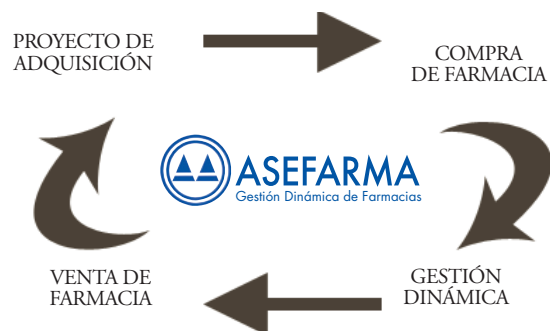 PROYECTO DE
ADQUISICIÓN
COMPRA
DE FARMACIA
ASEFARMA
Gestión Dinámica de Farmacias
VENTA DE
FARMACIA
GESTIÓN
DINÁMICA